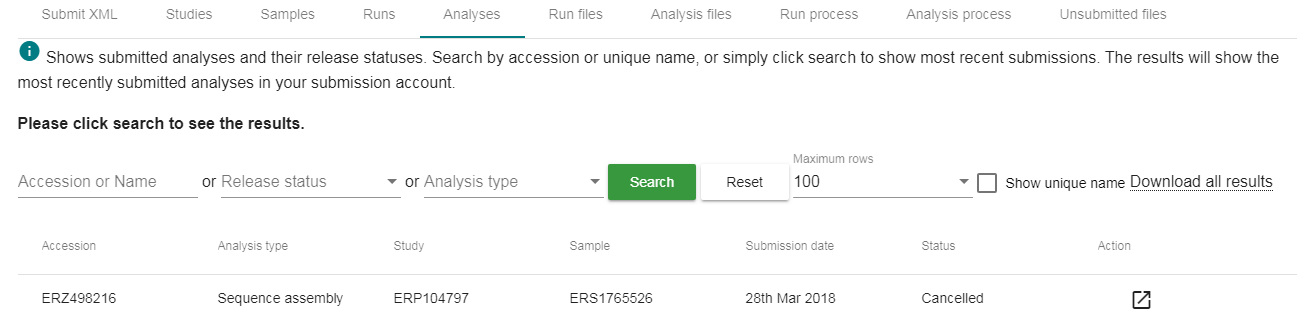 Submit XML Studies Samples Runs Analyses Run files Analysis files Run process Analysis process Unsubmitted files
i Shows submitted analyses and their release statuses. Search by accession or unique name, or simply click search to show most recent submissions. The results will show the
most recently submitted analyses in your submission account.
Please click search to see the results.
Maximum rows
Accession or Name or Release status or Analysis type Search Reset 100 Show unique name Download all results
Accession Analysis type Study Sample Submission date Status Action
ERZ498216 Sequence assembly ERP104797 ERS1765526 28th Mar 2018 Cancelled